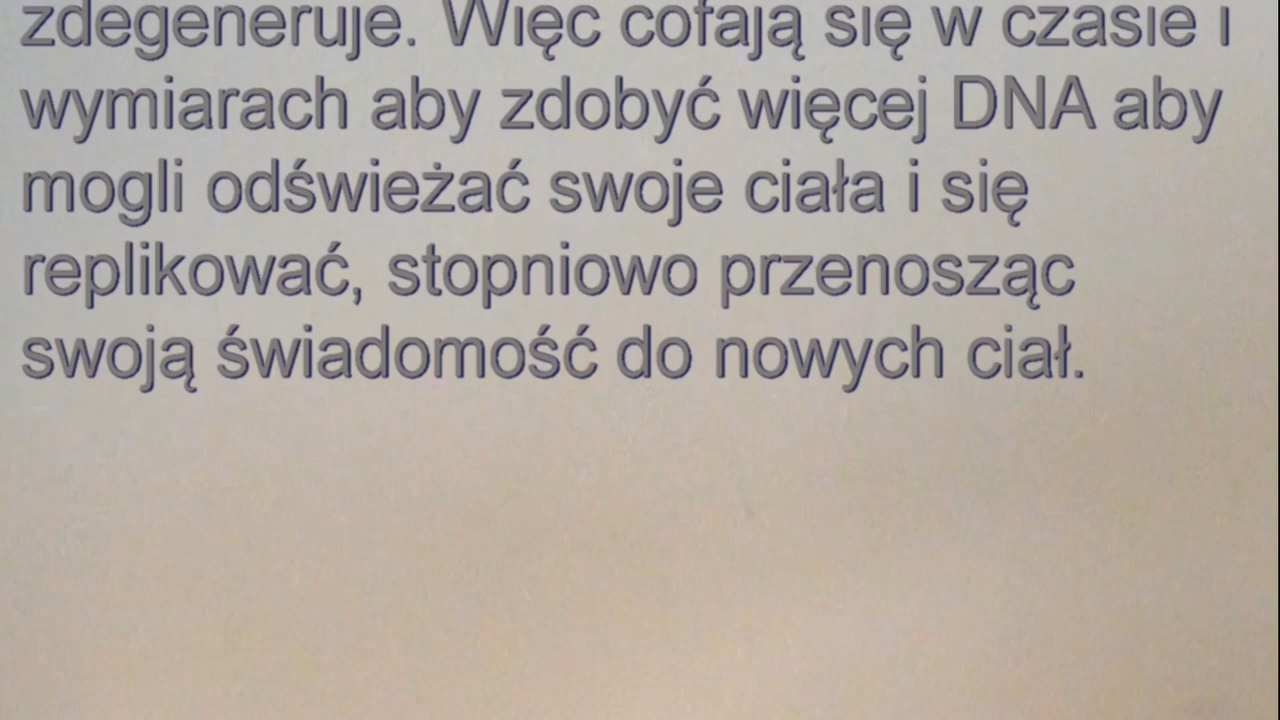 zdegeneruje. Więc cofają się w czasie i
wymiarach aby zdobyć więcej DNA aby
mogli odświeżać swoje ciała i się
replikować, stopniowo przenosząc
swoją świadomość do nowych ciał.